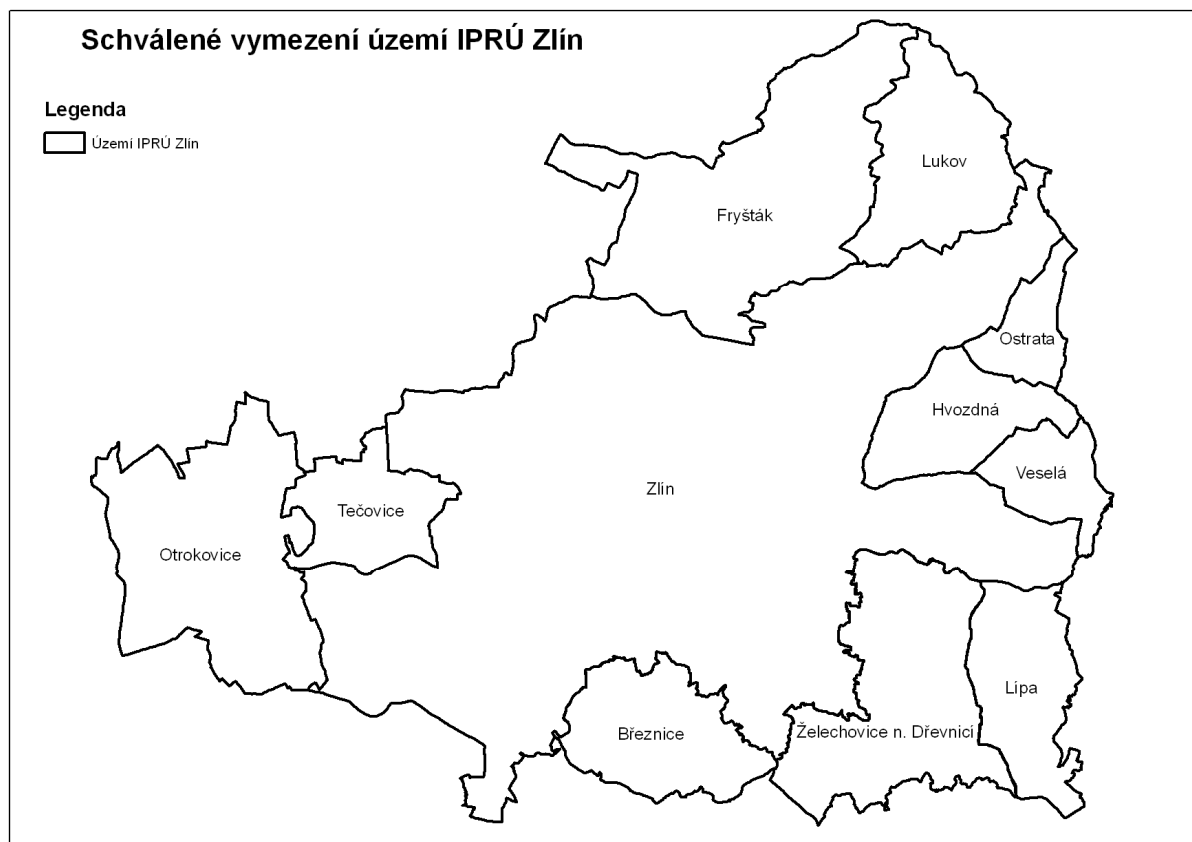 Schválené vymezení území IPRÚ Zlín
Legenda
Území IPRÚ Zlín
Lukov
Fryšták
Ostrata
Hvozdná
Veselá
Zlín
Tečovice
Otrokovice
Lípa
Březnice
Želechovice n. Dřevnicí